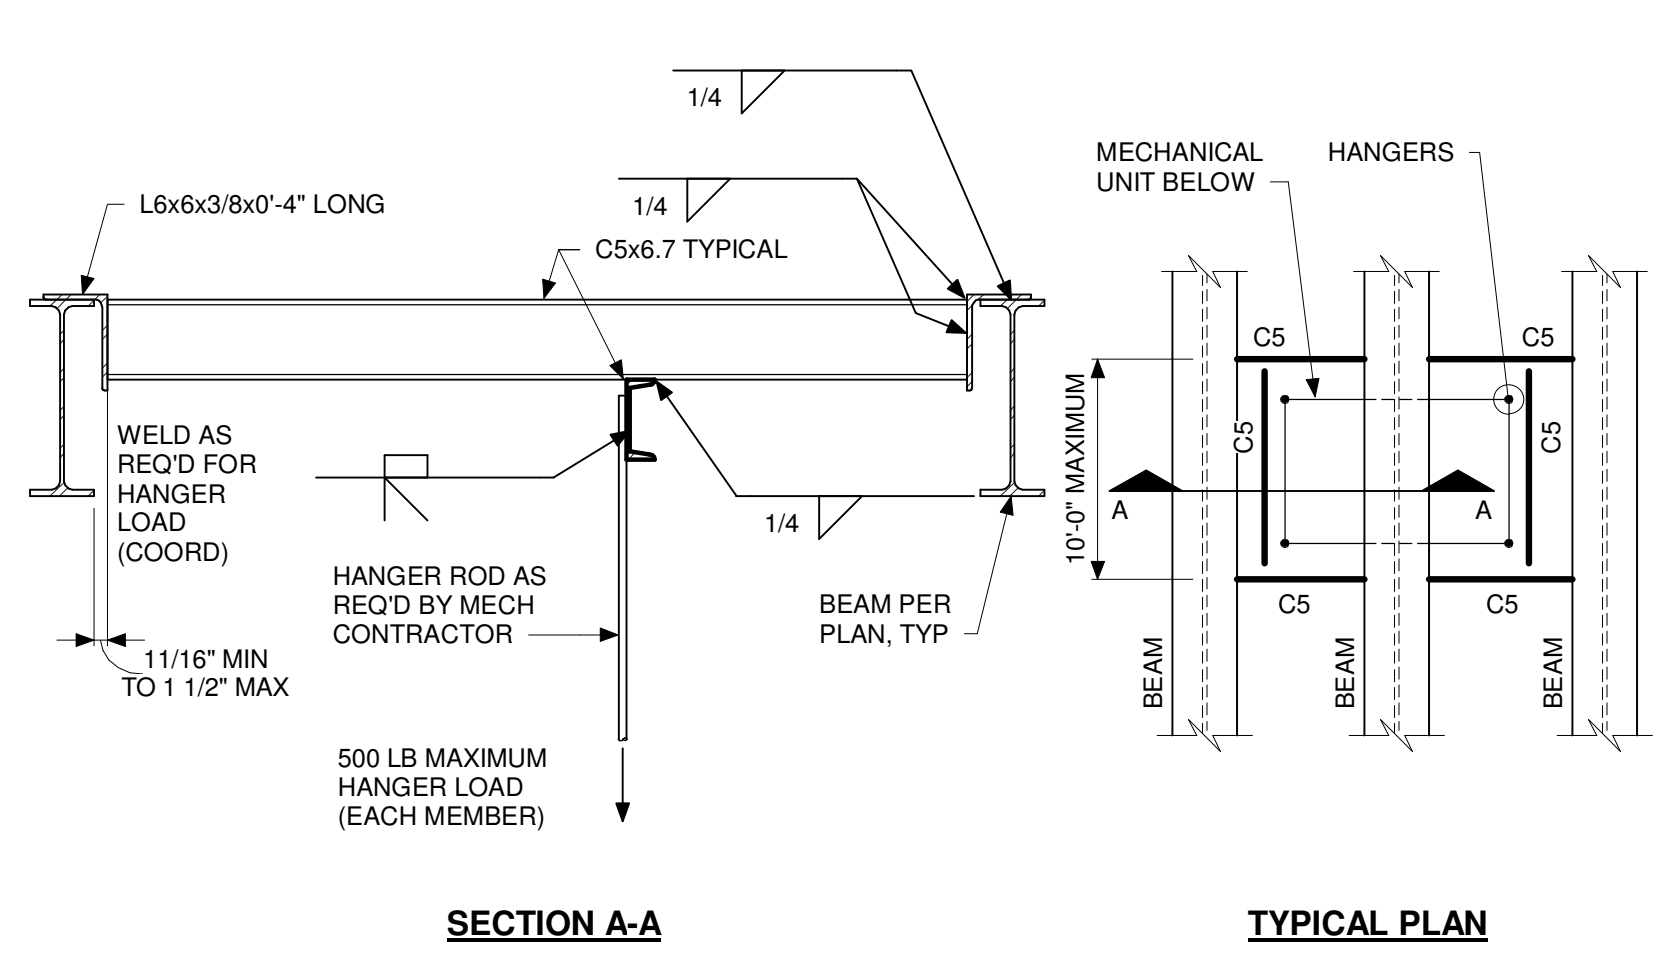 1/4
1/4
L6x6x3/8x0'-4" LONG
C5x6.7 TYPICAL
WELD AS
REQ'D FOR
HANGER
LOAD
(COORD)
1/4
HANGER ROD AS
REQ'D BY MECH
CONTRACTOR
BEAM PER
PLAN, TYP
11/16" MIN
TO 1 1/2" MAX
500 LB MAXIMUM
HANGER LOAD
(EACH MEMBER)
SECTION A-A
MECHANICAL
UNIT BELOW
HANGERS
C5
C5
10'-0" MAXIMUM
C5
C5
A
A
C5
C5
BEAM
BEAM
BEAM
TYPICAL PLAN